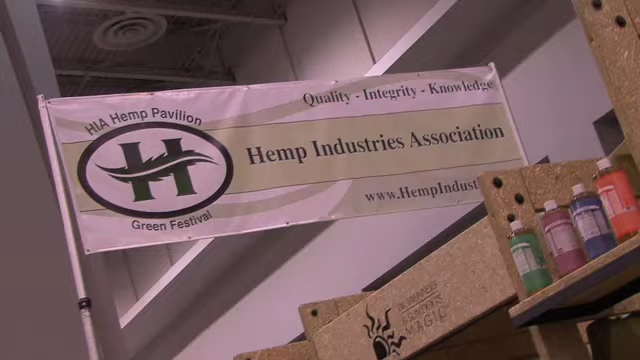 Quality - Integrity - Knowledge
HIA Hemp Pavilion
H
Hemp Industries Association
www.HempIndust
Green Festival
MAGIC